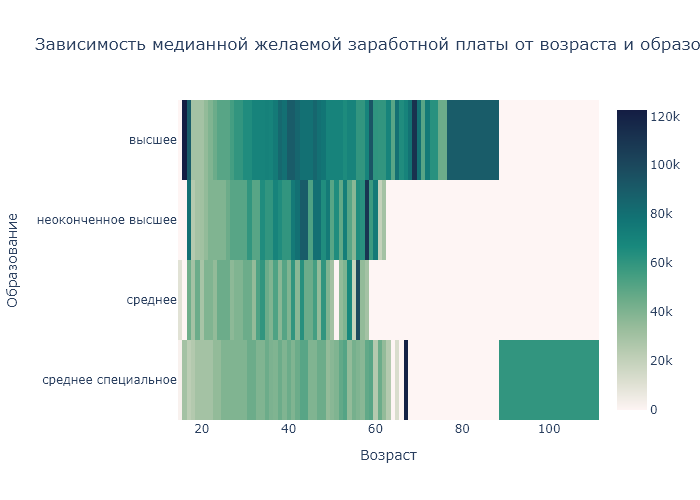 Зависимость медианной желаемой заработной платы от возраста и образо
высшее
неоконченное высшее
среднее
среднее специальное
Образование
20 40 60 80 100
Возраст
120k
100k
80k
60k
40k
20k
0